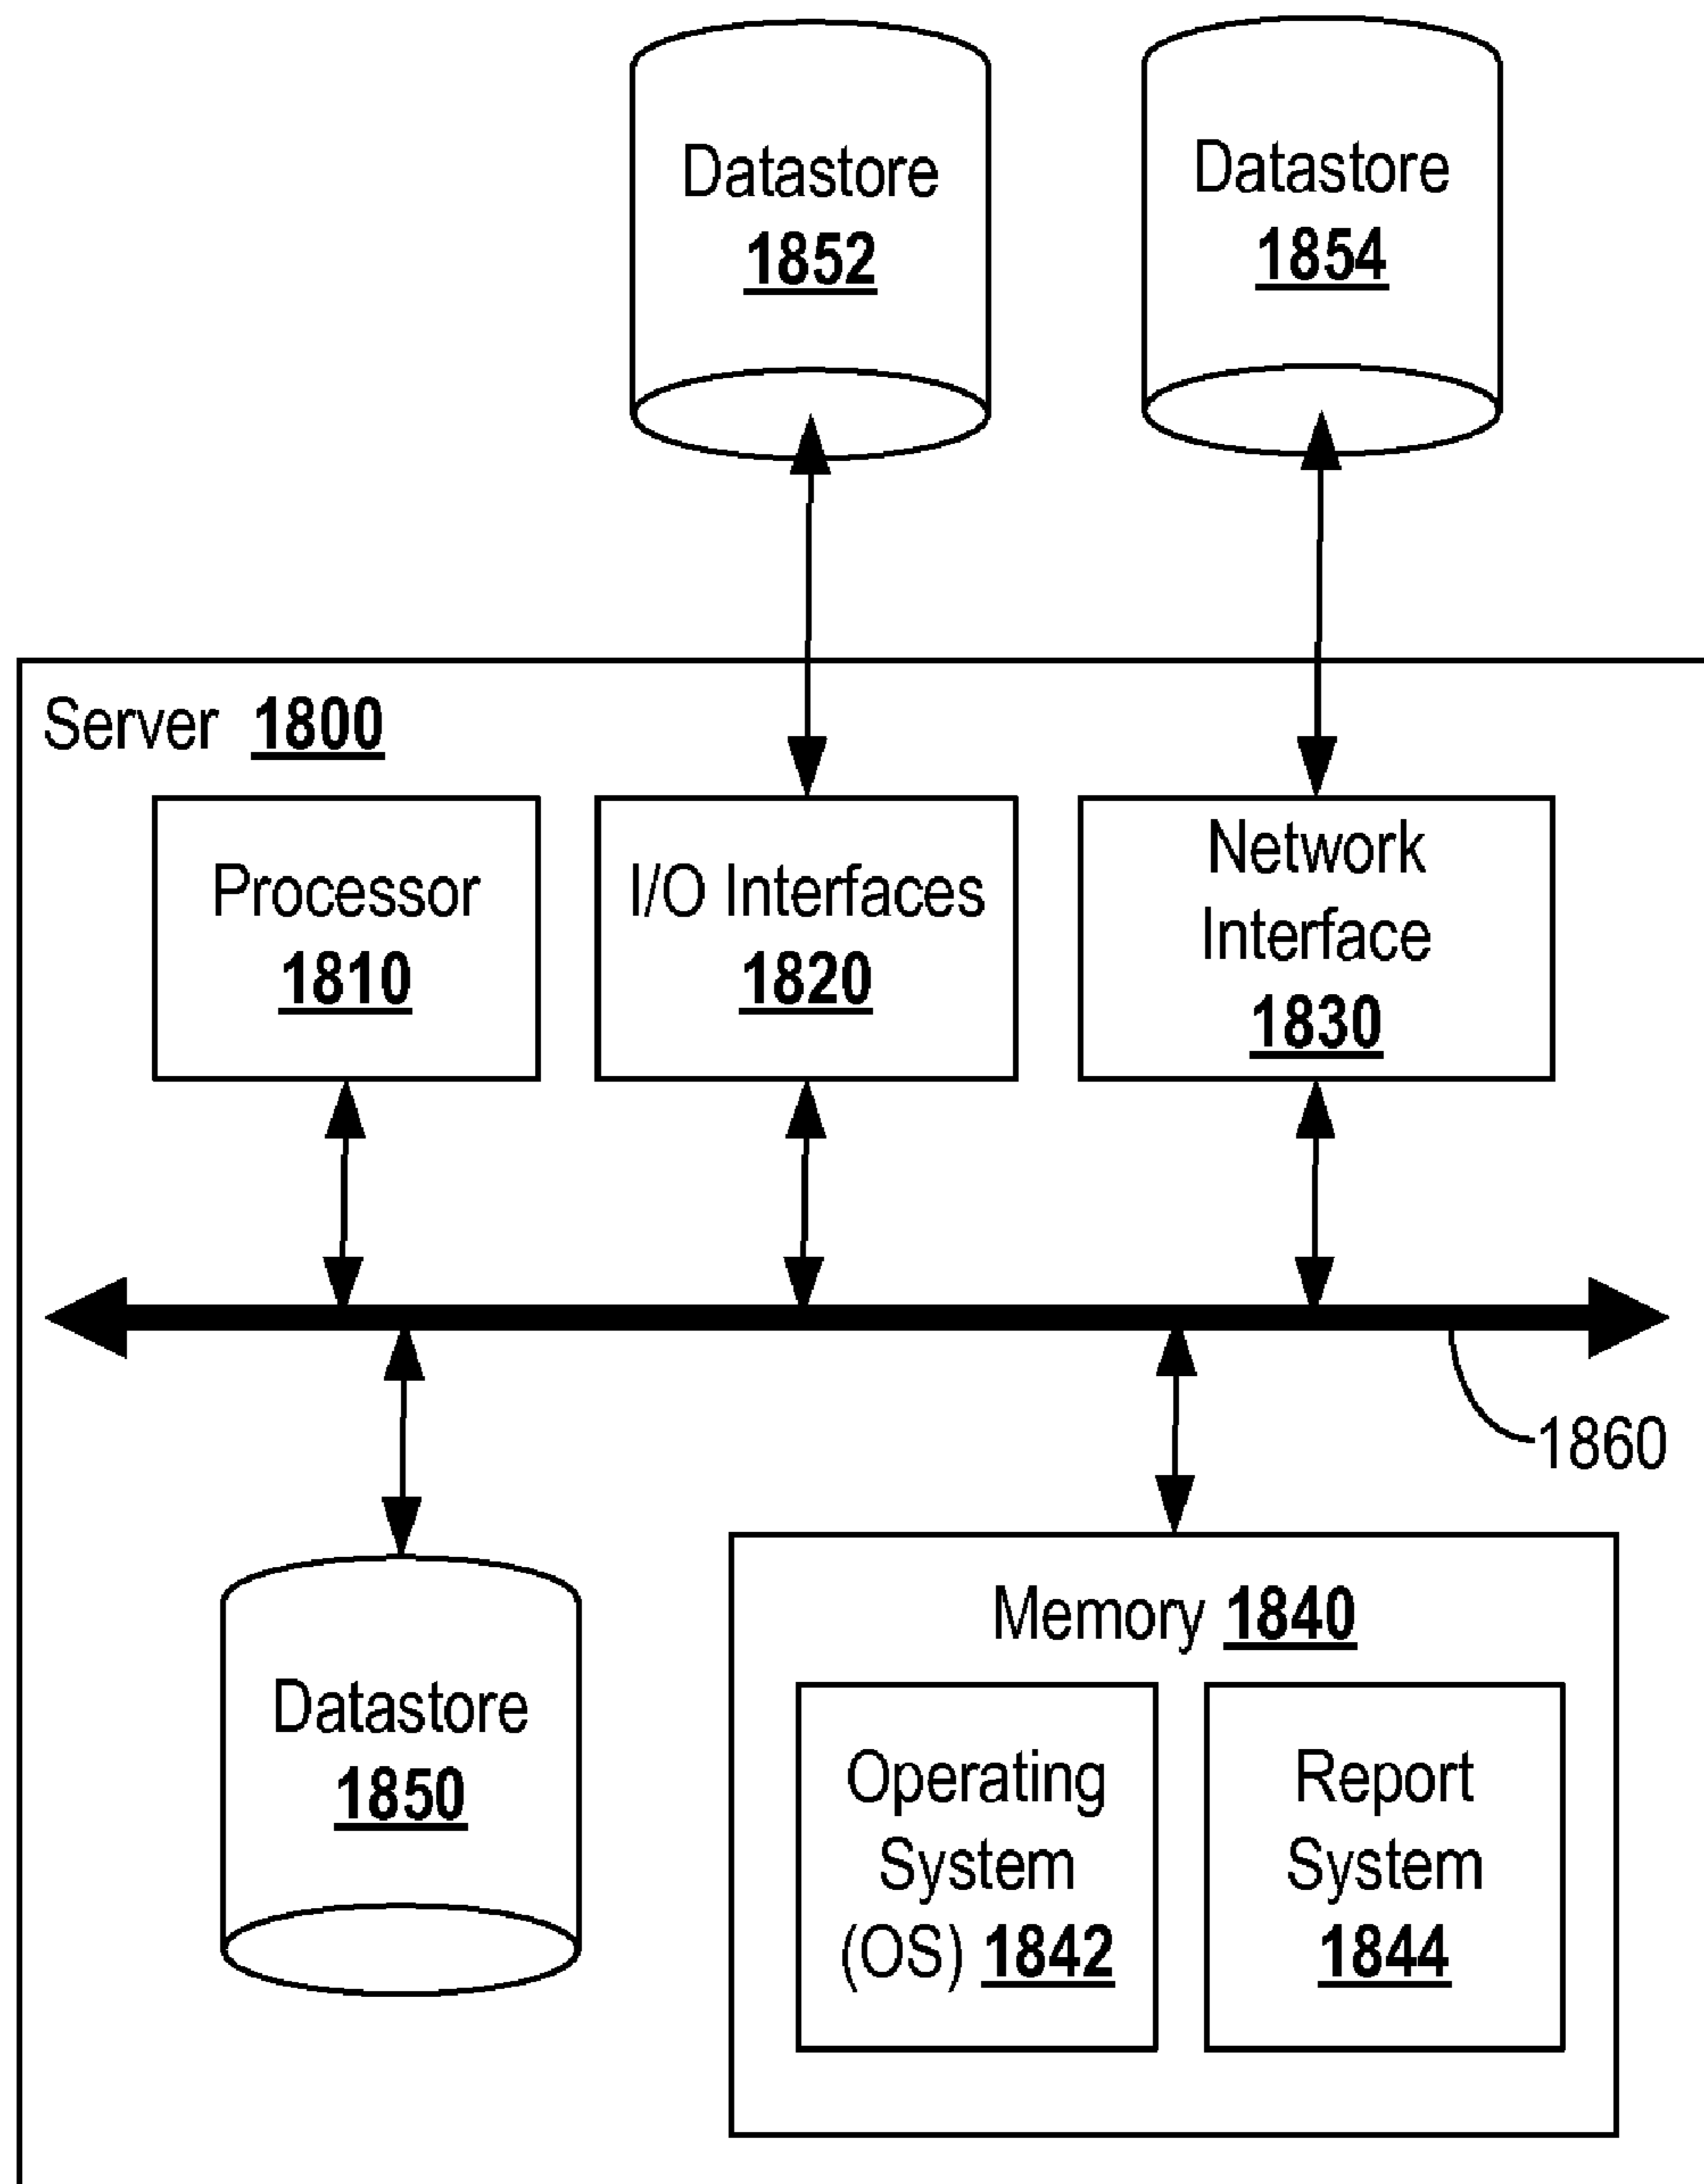 Datastore
1852
Datastore
1854
Server 1800
Processor
1810
I/O Interfaces
1820
Network
Interface
1830
1860
Datastore
1850
Memory 1840
Operating
System
(OS) 1842
Report
System
1844